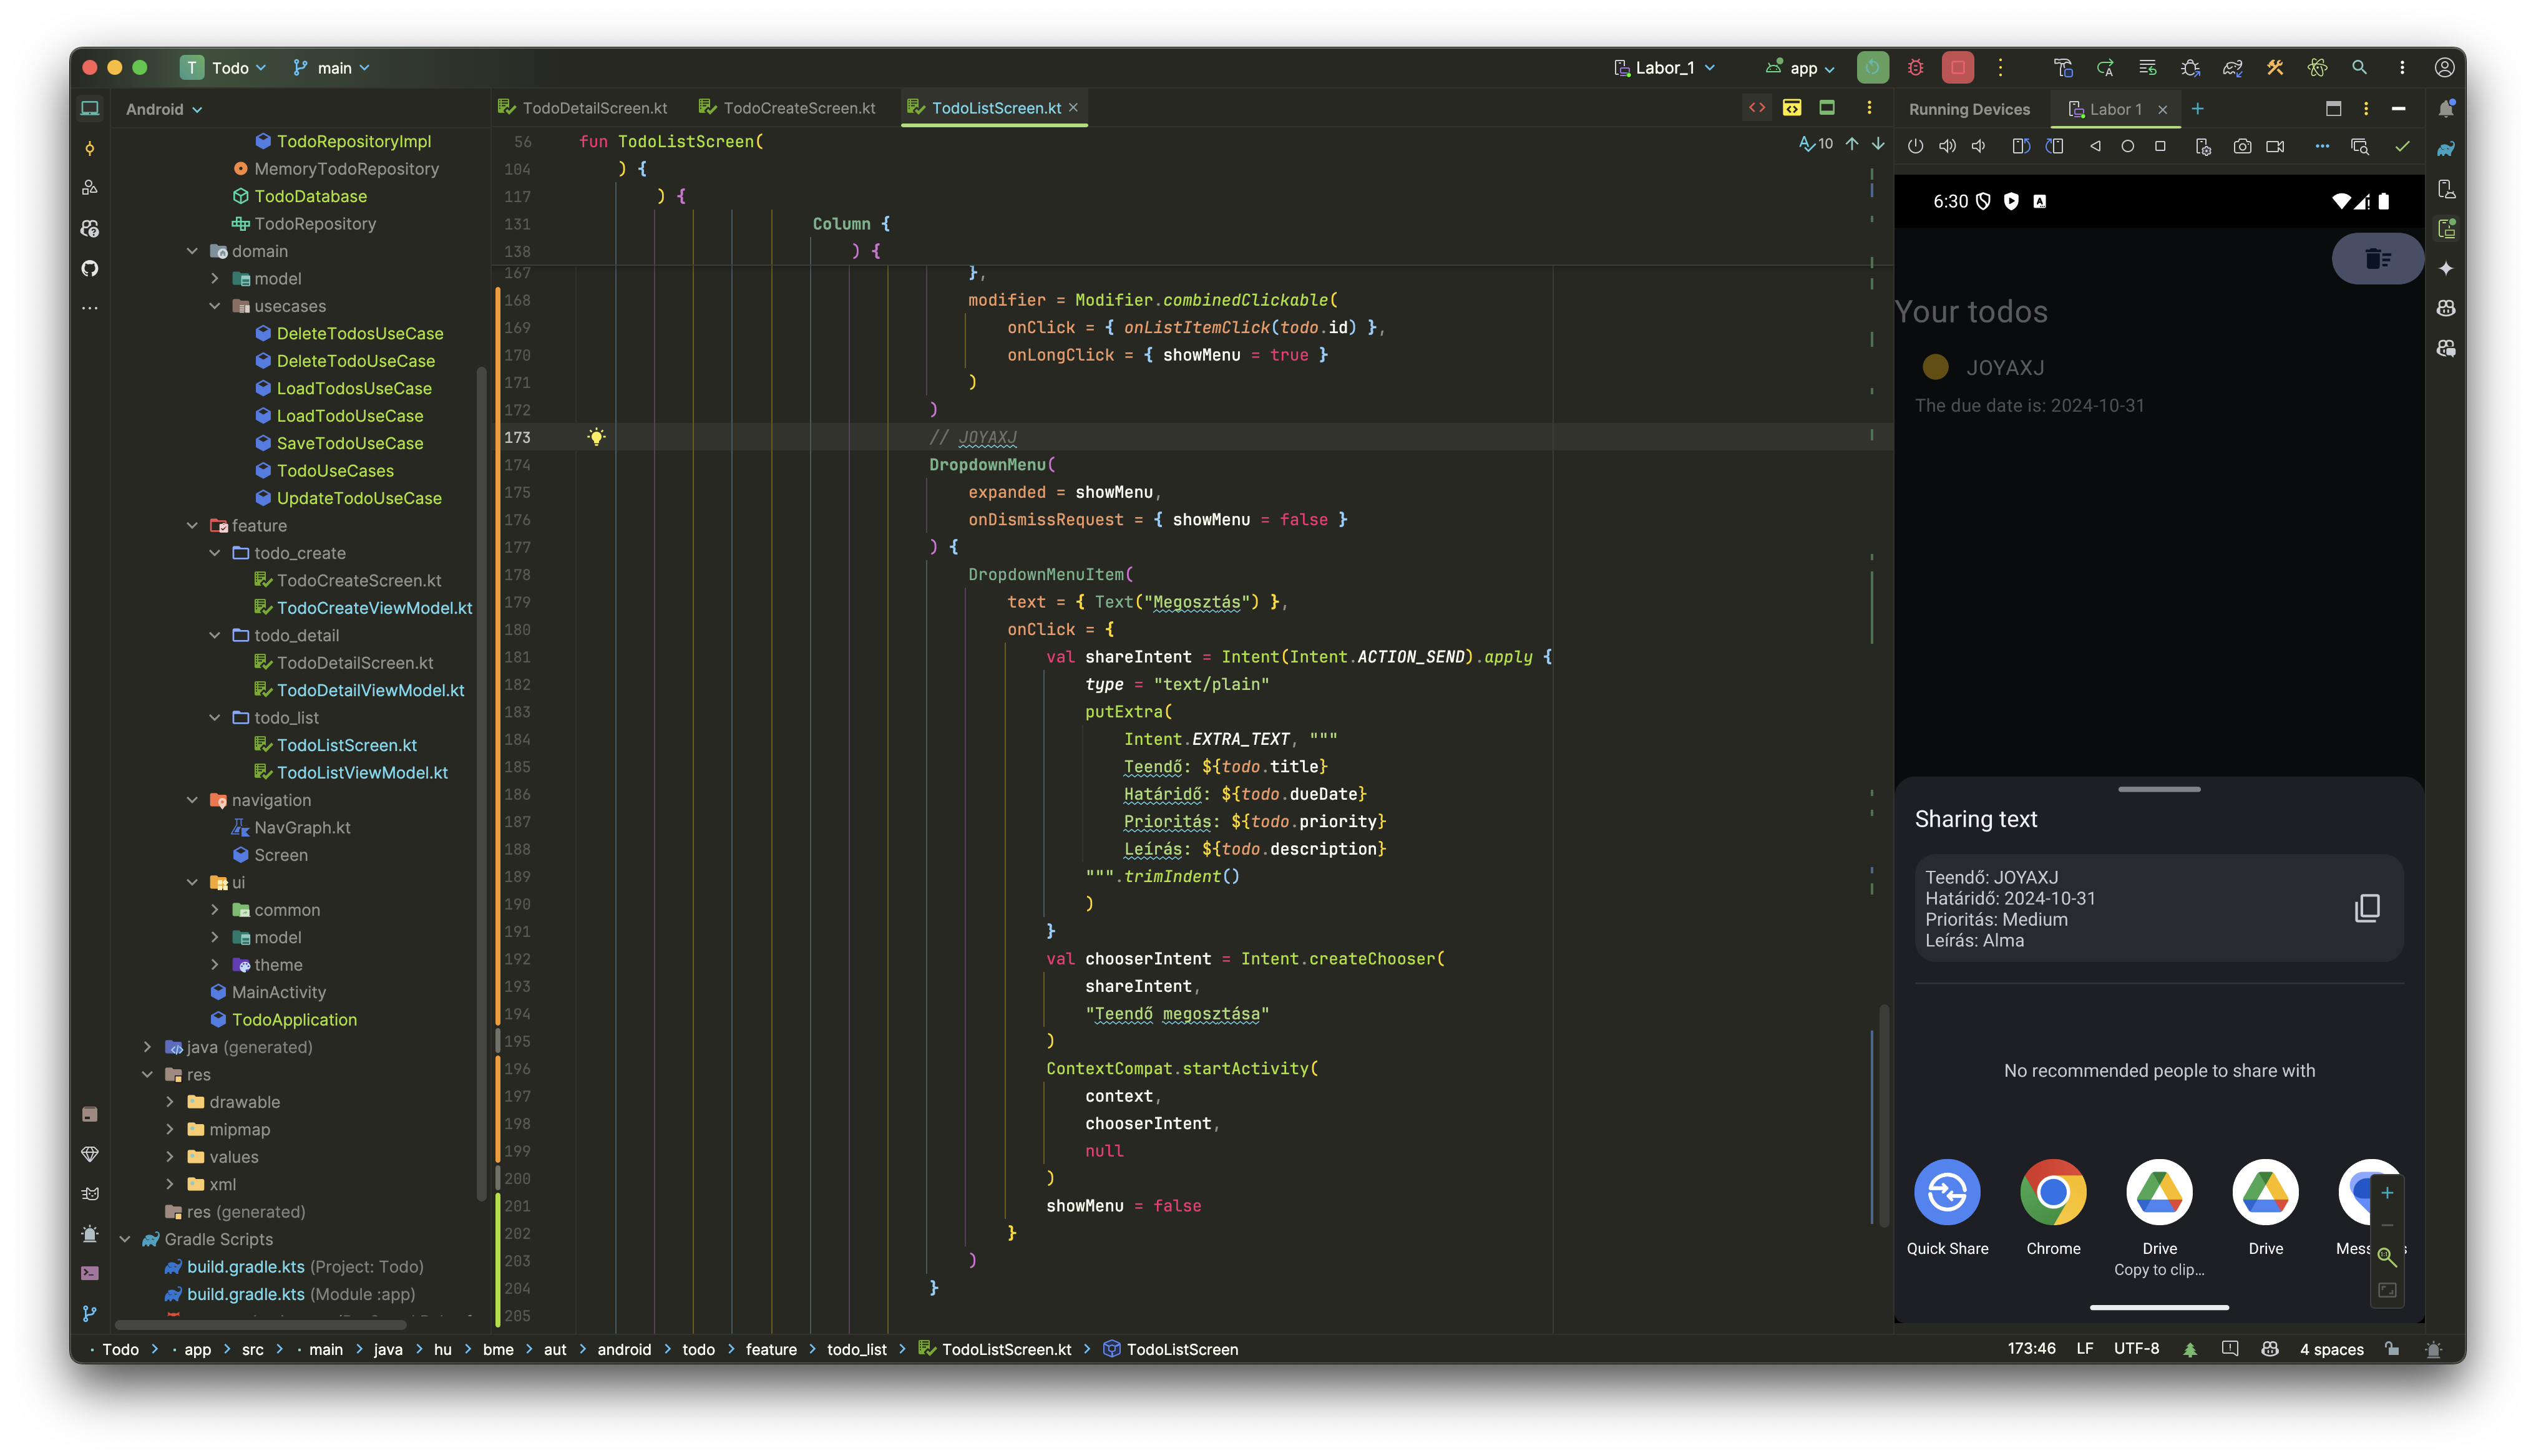 T Todo
main
Labor_1
app
Android
TodoRepositoryImpl
MemoryTodoRepository
TodoDatabase
TodoRepository
domain
model
usecases
DeleteTodosUseCase
DeleteTodoUseCase
LoadTodosUseCase
LoadTodoUseCase
SaveTodoUseCase
TodoUseCases
UpdateTodoUseCase
feature
todo_create
TodoCreateScreen.kt
TodoCreateViewModel.kt
todo_detail
TodoDetailScreen.kt
TodoDetailViewModel.kt
todo_list
TodoListScreen.kt
TodoListViewModel.kt
navigation
NavGraph.kt
Screen
ui
common
model
theme
MainActivity
TodoApplication
java (generated)
res
drawable
mipmap
values
xml
res (generated)
Gradle Scripts
build.gradle.kts (Project: Todo)
build.gradle.kts (Module :app)
TodoDetailScreen.kt TodoCreateScreen.kt TodoListScreen.kt
10
56 fun TodoListScreen(
104 ) {
117 ) {
131 Column {
138 ) {
167 },
168 modifier = Modifier.combinedClickable(
169 onClick = { onListItemClick(todo.id) },
170 onLongClick = { showMenu = true }
171 )
172 )
173 // JOYAXJ
174 DropdownMenu(
175 expanded = showMenu,
176 onDismissRequest = { showMenu = false }
177 ) {
178 DropdownMenuItem(
179 text = { Text("Megosztás") },
180 onClick = {
181 val shareIntent = Intent(Intent.ACTION_SEND).apply {
182 type = "text/plain"
183 putExtra(
184 Intent.EXTRA_TEXT, """
185 Teendő: ${todo.title}
186 Határidő: ${todo.dueDate}
187 Prioritás: ${todo.priority}
188 Leírás: ${todo.description}
189 """.trimIndent()
190 )
191 }
192 val chooserIntent = Intent.createChooser(
193 shareIntent,
194 "Teendő megosztása"
195 )
196 ContextCompat.startActivity(
197 context,
198 chooserIntent,
199 null
200 )
201 showMenu = false
202 }
203 )
204 }
205
Running Devices Labor 1
6:30
Your todos
JOYAXJ
The due date is: 2024-10-31
Sharing text
Teendő: JOYAXJ
Határidő: 2024-10-31
Prioritás: Medium
Leírás: Alma
No recommended people to share with
Quick Share Chrome Drive Drive
Copy to clip...
Todo > app > src > main > java > hu > bme > aut > android > todo > feature > todo_list > TodoListScreen.kt > TodoListScreen
173:46 LF UTF-8 4 spaces